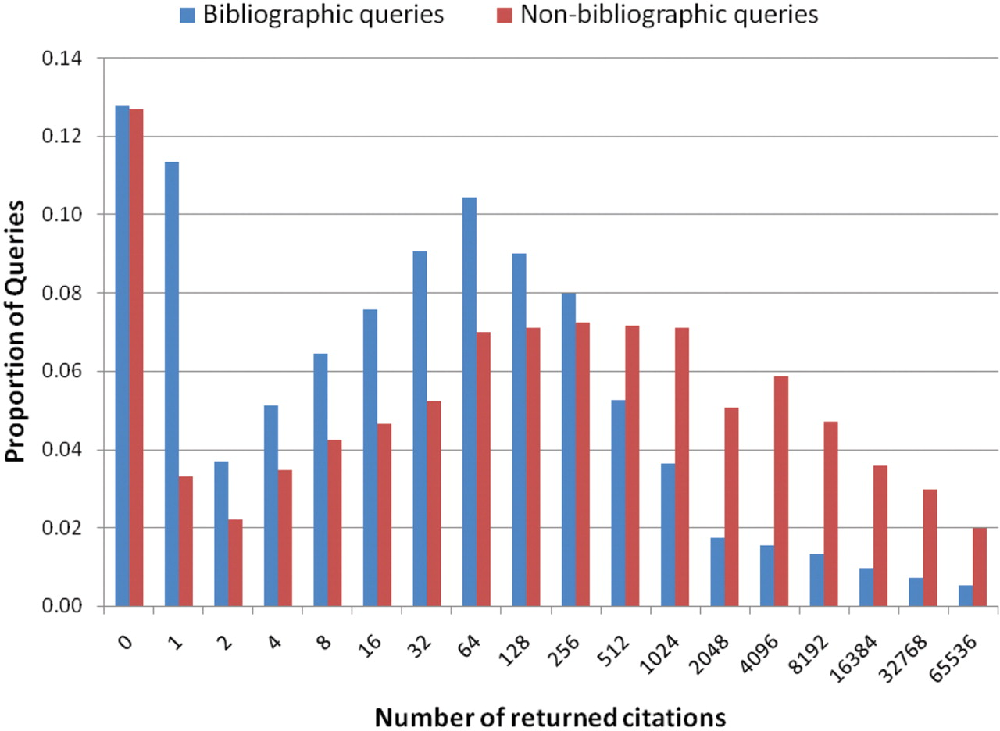 Bibliographic queries Non-bibliographic queries
0.14
0.12
0.10
0.08
0.06
0.04
0.02
0.00
Proportion of Queries
0 1 2 4 8 16 32 64 128 256 512 1024 2048 4096 8192 16384 32768 65536
Number of returned citations